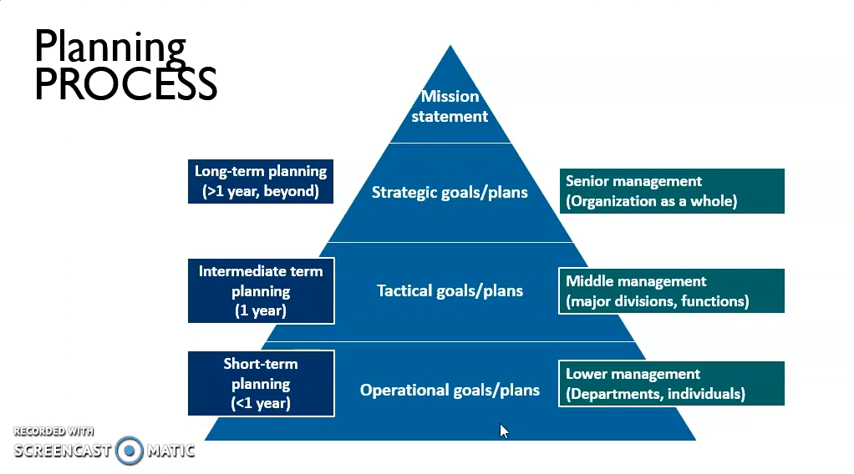 Planning
PROCESS
Mission
statement
Long-term planning
(>1 year, beyond)
Strategic goals/plans
Senior management
(Organization as a whole)
Intermediate term
planning
(1 year)
Tactical goals/plans
Middle management
(major divisions, functions)
Short-term
planning
(<1 year)
Operational goals/plans
Lower management
(Departments, individuals)
RECORDED WITH
SCREENCAST MATIC